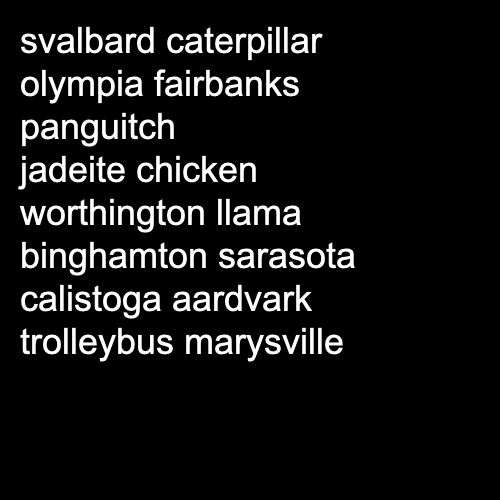 svalbard caterpillar
olympia fairbanks
panguitch
jadeite chicken
worthington llama
binghamton sarasota
calistoga aardvark
trolleybus marysville